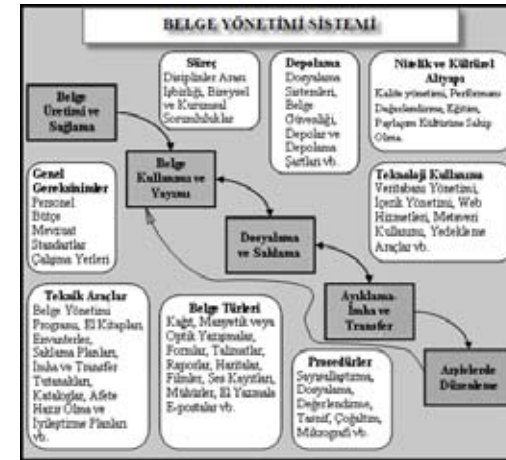 BELGE YÖNETİMİ SİSTEMİ
Süreç
Disiplinler Arası
İşbirliği, Bireysel
ve Kurumsal
Sorumluluklar
Depolama
Dosyalama
Sistemleri,
Belge
Güvenliği,
Depolar ve
Depolama
Şartları vb.
Nitelik ve Kültürel
Altyapı
Kalite yönetimi, Performans
Değerlendirme, Eğitim,
Paylaşım Kültürüne Sahip
Olma.
Belge
Üretimi ve
Sağlama
Belge
Kullanımı ve
Yayımı
Genel
Gereksinimler
Personel
Bütçe
Mevzuat
Standartlar
Çalışma Yerleri
Teknoloji Kullanımı
Veritabanı Yönetimi,
İçerik Yönetimi, Web
Hizmetleri, Metaveri
Kullanımı, Yedekleme
Araçlar vb.
Dosyalama
ve Saklama
Teknik Araçlar
Belge Yönetimi
Programı, El Kitapları,
Envanterler,
Saklama Planları,
İmha ve Transfer
Tutanakları,
Kataloglar, Afete
Hazır Olma ve
İyileştirme Planları
vb.
Belge Türleri
Kağıt, Manyetik veya
Optik Yazışmalar,
Formlar, Talimatlar,
Raporlar, Haritalar,
Filmler, Ses Kayıtları,
Mühürler, El Yazmaları
E-postalar vb.
Ayıklama-
İmha ve
Transfer
Prosedürler
Sayısallaştırma,
Dosyalama,
Değerlendirme,
Tasnif, Çoğaltım,
Mikrografi vb.
Arşivlerde
Düzenleme